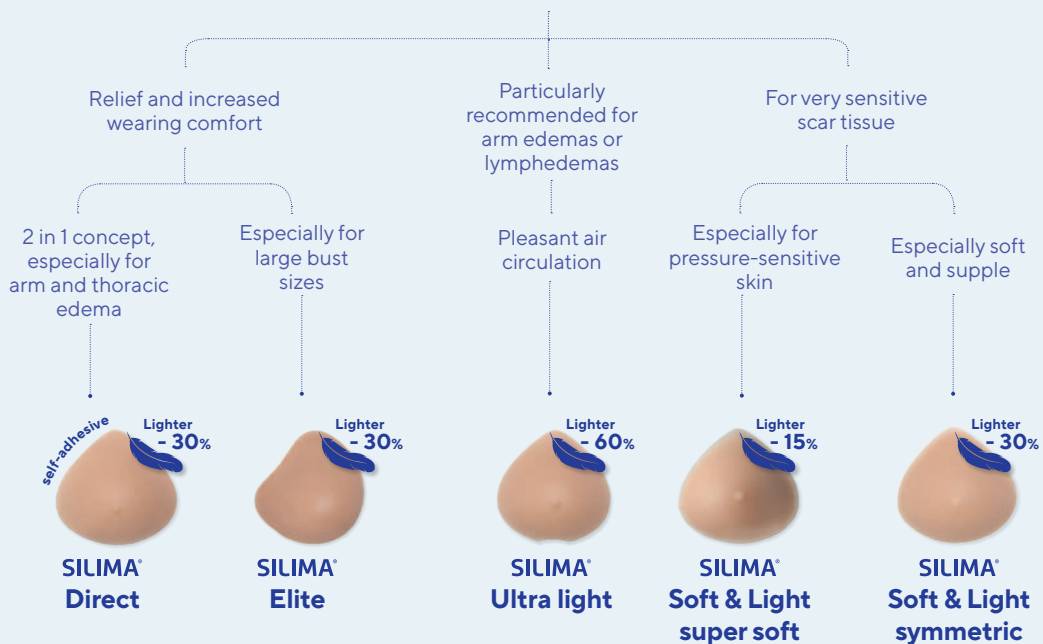 Relief and increased
wearing comfort
Particularly
recommended for
arm edemas or
lymphedemas
For very sensitive
scar tissue
2 in 1 concept,
especially for
arm and thoracic
edema
Especially for
large bust
sizes
Pleasant air
circulation
Especially for
pressure-sensitive
skin
Especially soft
and supple
self-adhesive
Lighter
- 30%
Lighter
- 30%
Lighter
- 60%
Lighter
- 15%
Lighter
- 30%
SILIMA®
Direct
SILIMA®
Elite
SILIMA®
Ultra light
SILIMA®
Soft & Light
super soft
SILIMA®
Soft & Light
symmetric